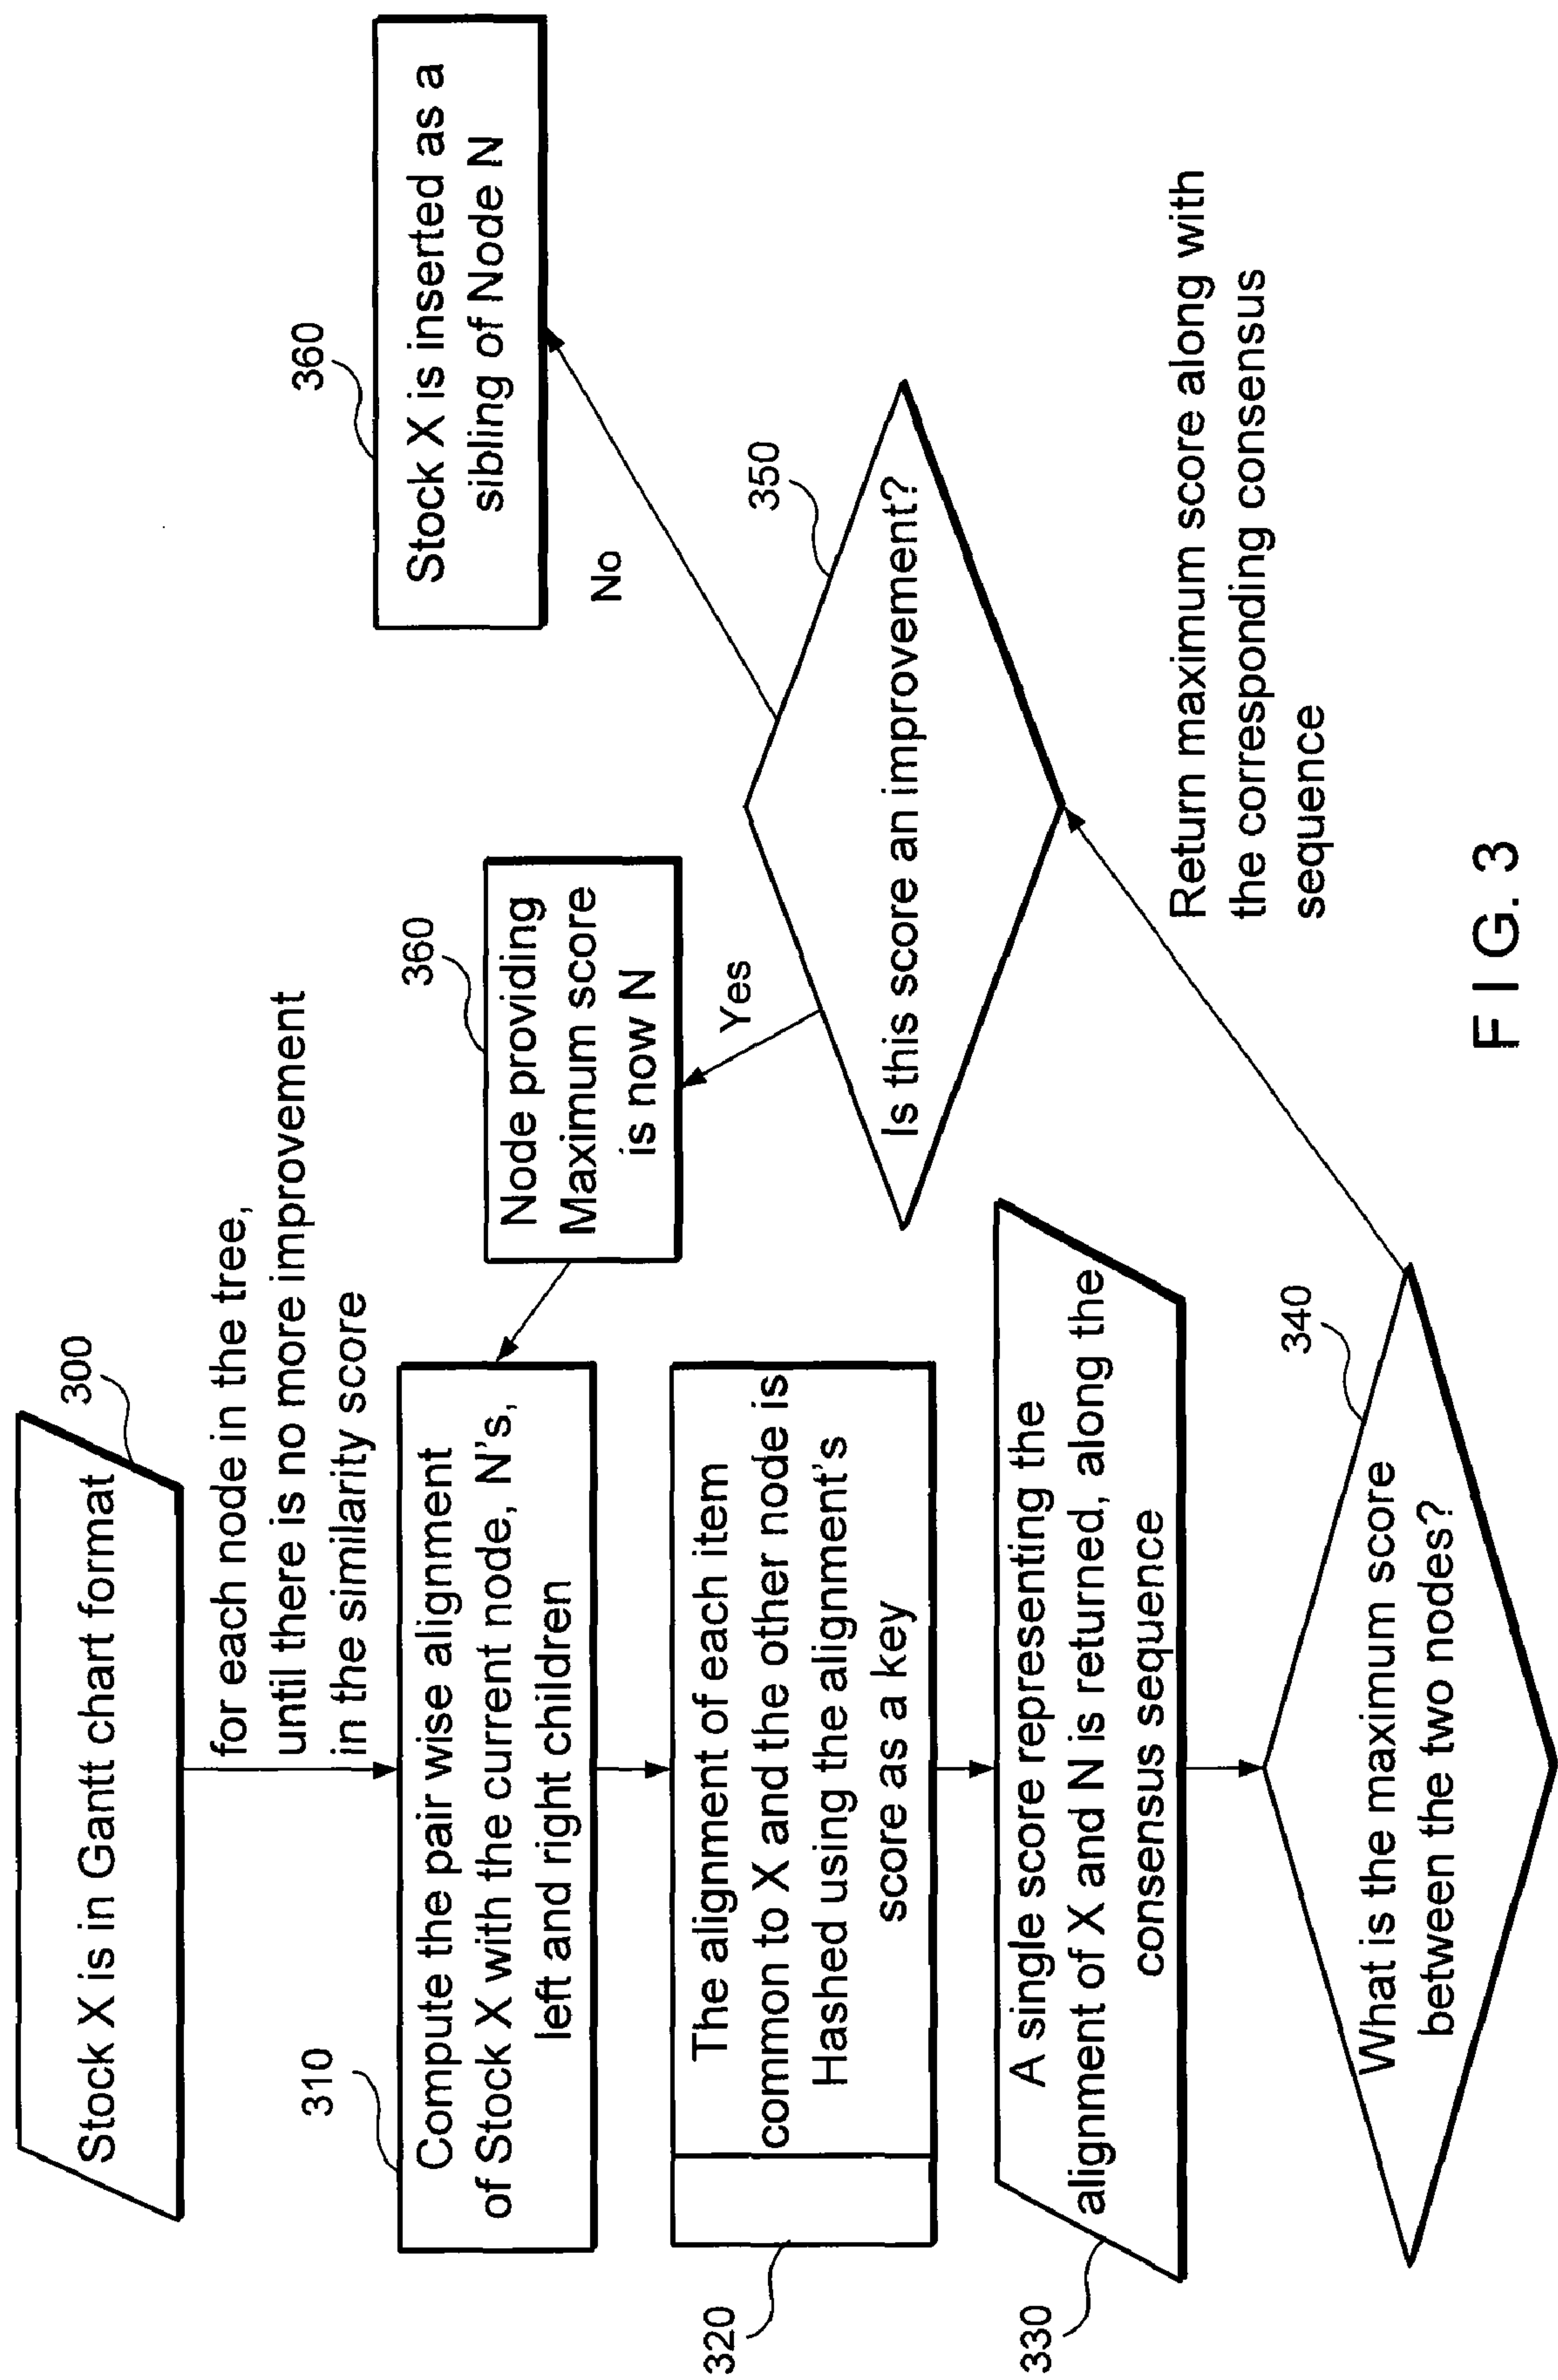 300
Stock X is in Gantt chart format
for each node in the tree,
until there is no more improvement
in the similarity score
310
Compute the pair wise alignment
of Stock X with the current node, N's,
left and right children
320
The alignment of each item
common to X and the other node is
Hashed using the alignment's
score as a key
330
A single score representing the
alignment of X and N is returned, along the
consensus sequence
340
What is the maximum score
between the two nodes?
Return maximum score along with
the corresponding consensus
sequence
350
Is this score an improvement?
Yes
360
Node providing
Maximum score
is now N
No
360
Stock X is inserted as a
sibling of Node N
F I G. 3